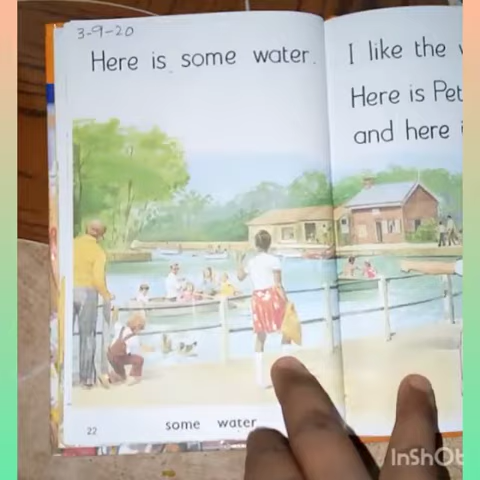 3-9-20
Here is some water.
I like the
Here is Pet
and here i
22
some water
InShOt